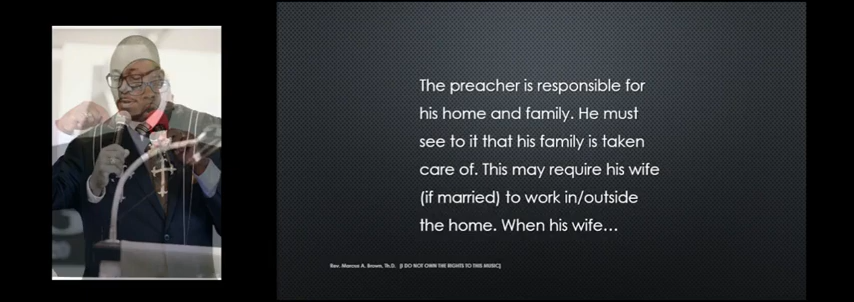 The preacher is responsible for
his home and family. He must
see to it that his family is taken
care of. This may require his wife
(if married) to work in/outside
the home. When his wife...
Rev. Marcos A. Brown, Th.D. (I DO NOT OWN THE RIGHTS TO THIS MUSIC)